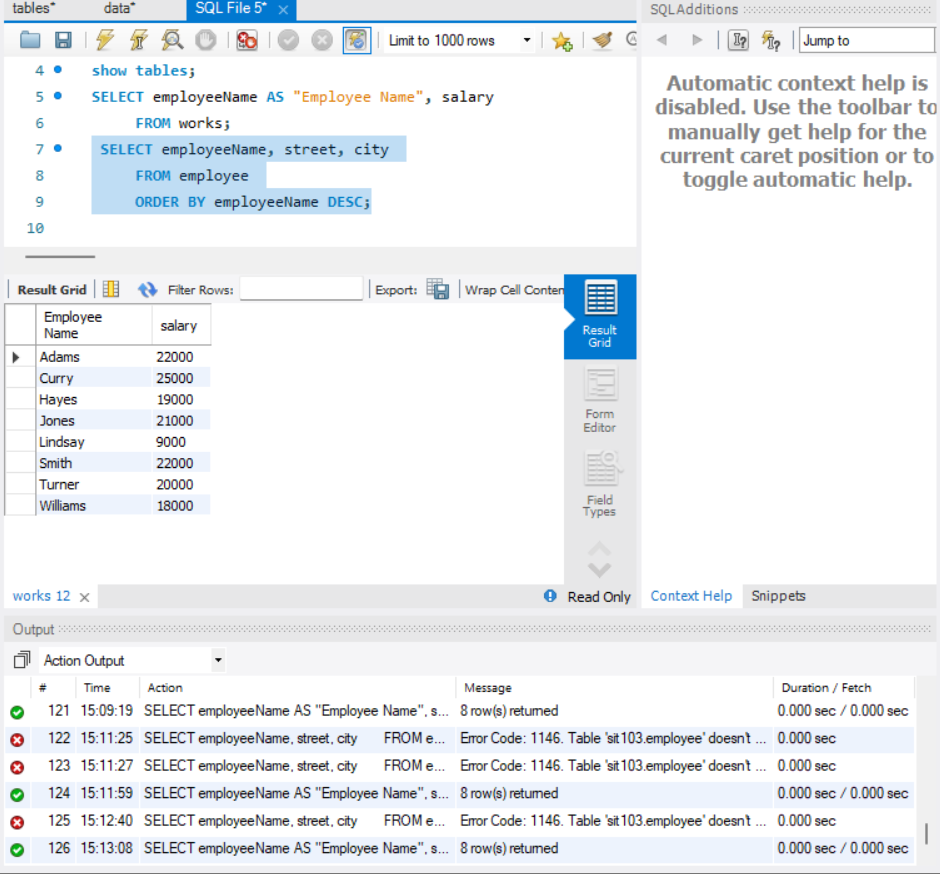 tables* data* SQL File 5* SQLAdditions
Limit to 1000 rows Jump to
4 show tables;
5 SELECT employeeName AS "Employee Name", salary
6 FROM works;
7 SELECT employeeName, street, city
8 FROM employee
9 ORDER BY employeeName DESC;
10
Automatic context help is
disabled. Use the toolbar to
manually get help for the
current caret position or to
toggle automatic help.
Result Grid Filter Rows: Export: Wrap Cell Conten
Employee
Name salary
Adams 22000
Curry 25000
Hayes 19000
Jones 21000
Lindsay 9000
Smith 22000
Turner 20000
Williams 18000
Result
Grid
Form
Editor
Field
Types
works 12 Read Only Context Help Snippets
Output
Action Output
# Time Action Message Duration / Fetch
121 15:09:19 SELECT employeeName AS "Employee Name", s... 8 row(s) returned 0.000 sec / 0.000 sec
122 15:11:25 SELECT employeeName, street, city FROM e... Error Code: 1146. Table 'sit103.employee' doesn't ... 0.000 sec
123 15:11:27 SELECT employeeName, street, city FROM e... Error Code: 1146. Table 'sit103.employee' doesn't ... 0.000 sec
124 15:11:59 SELECT employeeName AS "Employee Name", s... 8 row(s) returned 0.000 sec / 0.000 sec
125 15:12:40 SELECT employeeName, street, city FROM e... Error Code: 1146. Table 'sit103.employee' doesn't ... 0.000 sec
126 15:13:08 SELECT employeeName AS "Employee Name", s... 8 row(s) returned 0.000 sec / 0.000 sec